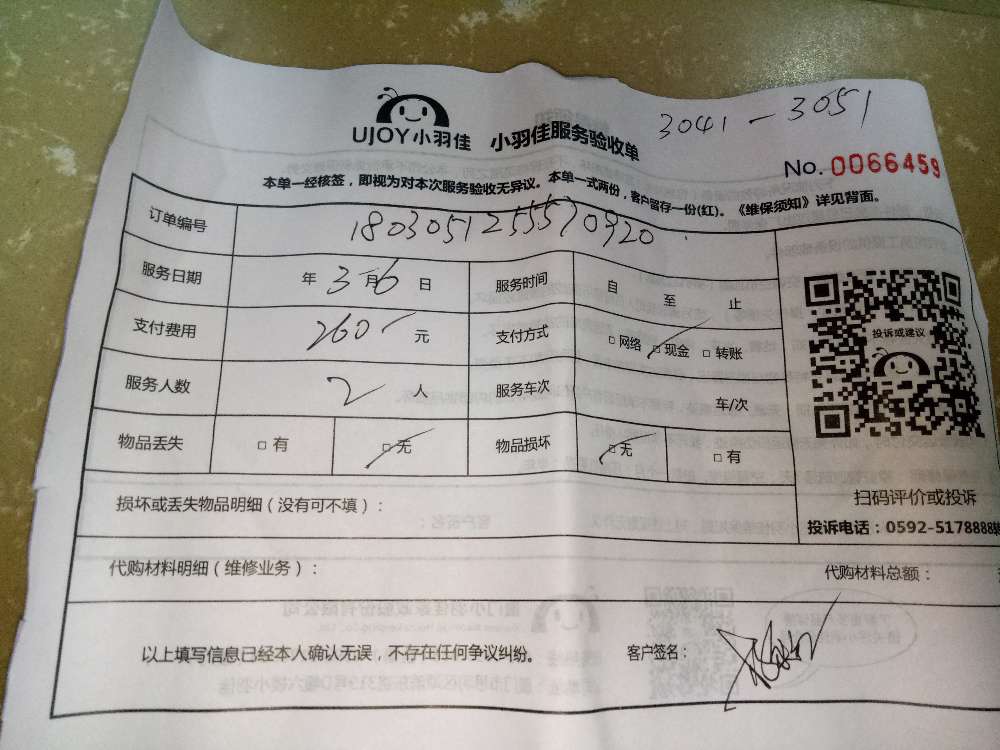 3041-3051
UJOY小羽佳 小羽佳服务验收单
No. 0066459
本单一经核签，即视为对本次服务验收无异议。本单一式两份，客户留存一份(红)。《维保须知》详见背面。
订单编号 1803051255570920
服务日期 年 3 月 6 日 服务时间 自 至 止
支付费用 260 元 支付方式 □网络 □现金 □转账
服务人数 2 人 服务车次 车/次
物品丢失 □有 □无 物品损坏 □无 □有
投诉或建议
扫码评价或投诉
投诉电话：0592-5178888
损坏或丢失物品明细（没有可不填）：
代购材料明细（维修业务）： 代购材料总额：
以上填写信息已经本人确认无误，不存在任何争议纠纷。 客户签名：